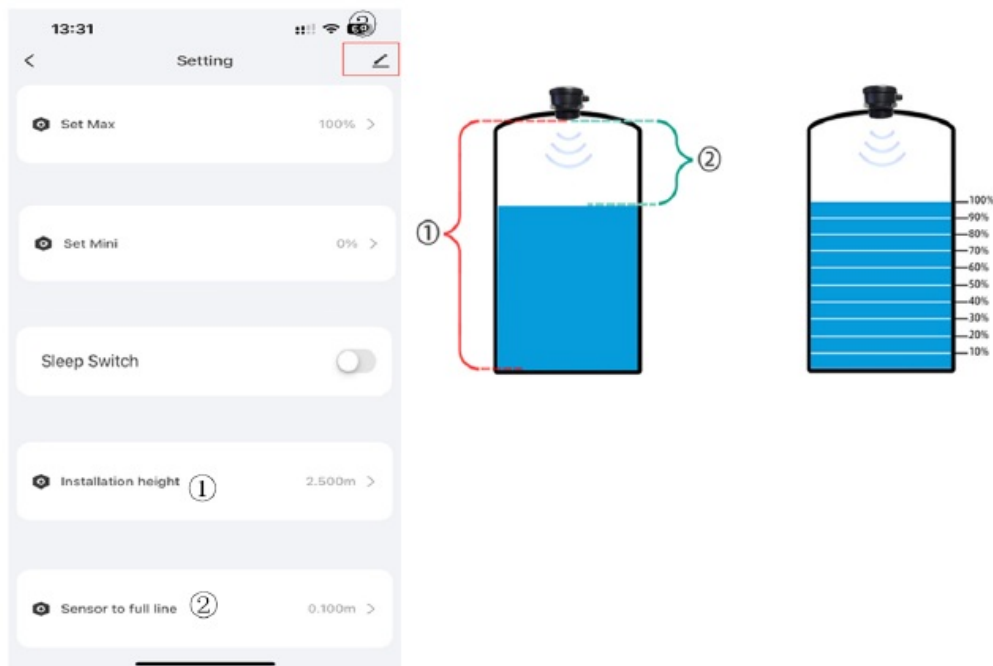 13:31
③
Setting
Set Max 100% >
Set Mini 0% >
Sleep Switch
Installation height ① 2.500m >
Sensor to full line ② 0.100m >
①
②
100%
90%
80%
70%
60%
50%
40%
30%
20%
10%